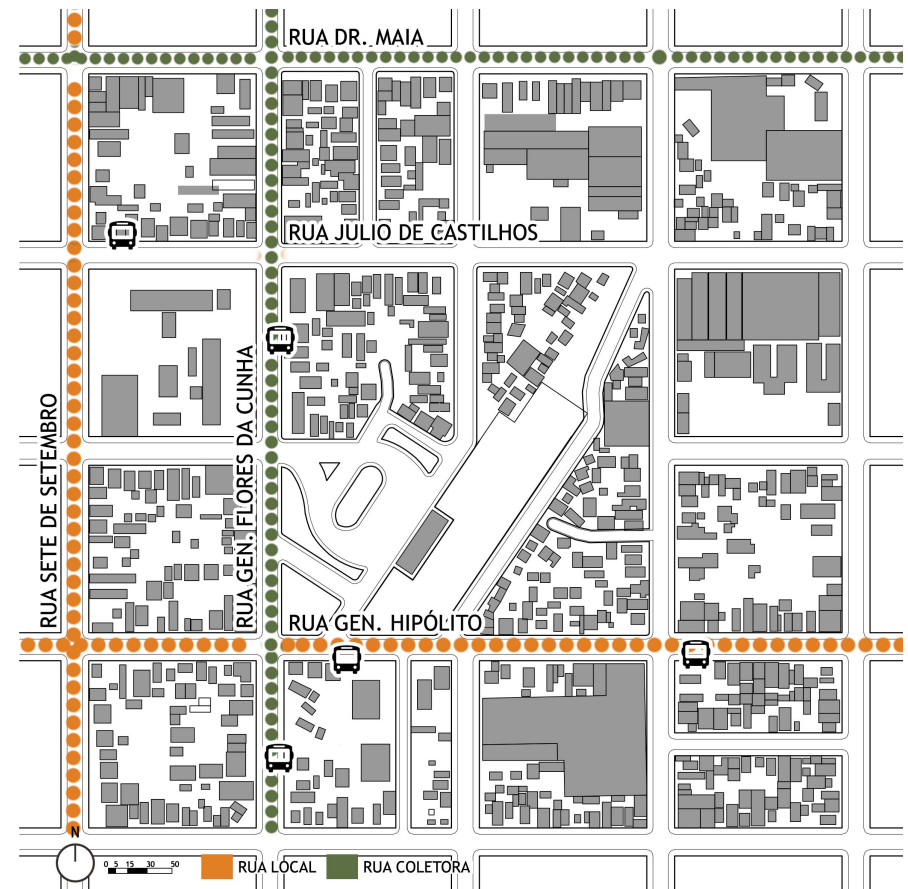 RUA DR. MAIA
RUA JULIO DE CASTILHOS
RUA SETE DE SETEMBRO
RUA GEN. FLORES DA CUNHA
RUA GEN. HIPÓLITO
N
0 5 15 30 50
RUA LOCAL
RUA COLETORA